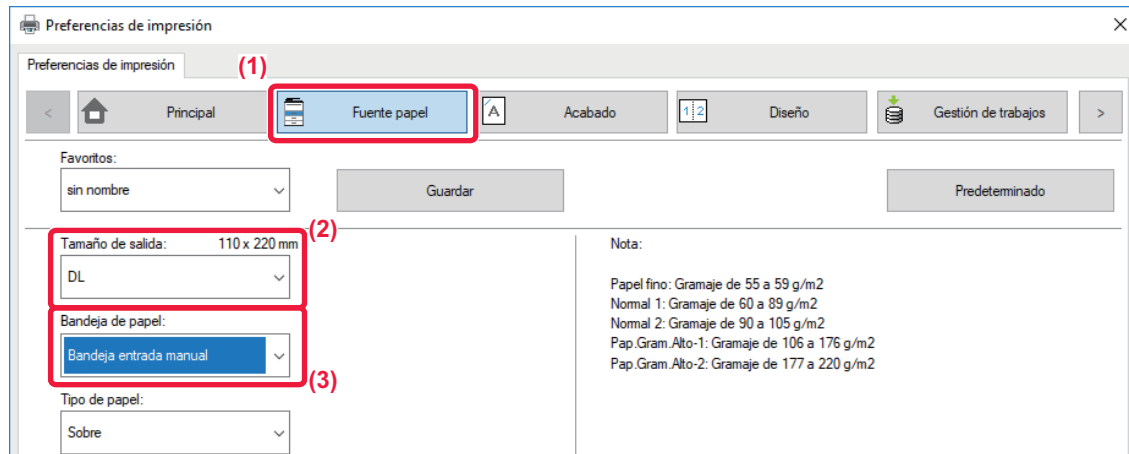 Preferencias de impresión
Preferencias de impresión
(1)
<
Principal
Fuente papel
A
Acabado
1 2
Diseño
Gestión de trabajos
>
Favoritos:
sin nombre
Guardar
Predeterminado
(2)
Tamaño de salida: 110 x 220 mm
DL
Bandeja de papel:
Bandeja entrada manual
(3)
Tipo de papel:
Sobre
Nota:
Papel fino: Gramaje de 55 a 59 g/m2
Normal 1: Gramaje de 60 a 89 g/m2
Normal 2: Gramaje de 90 a 105 g/m2
Pap.Gram.Alto-1: Gramaje de 106 a 176 g/m2
Pap.Gram.Alto-2: Gramaje de 177 a 220 g/m2